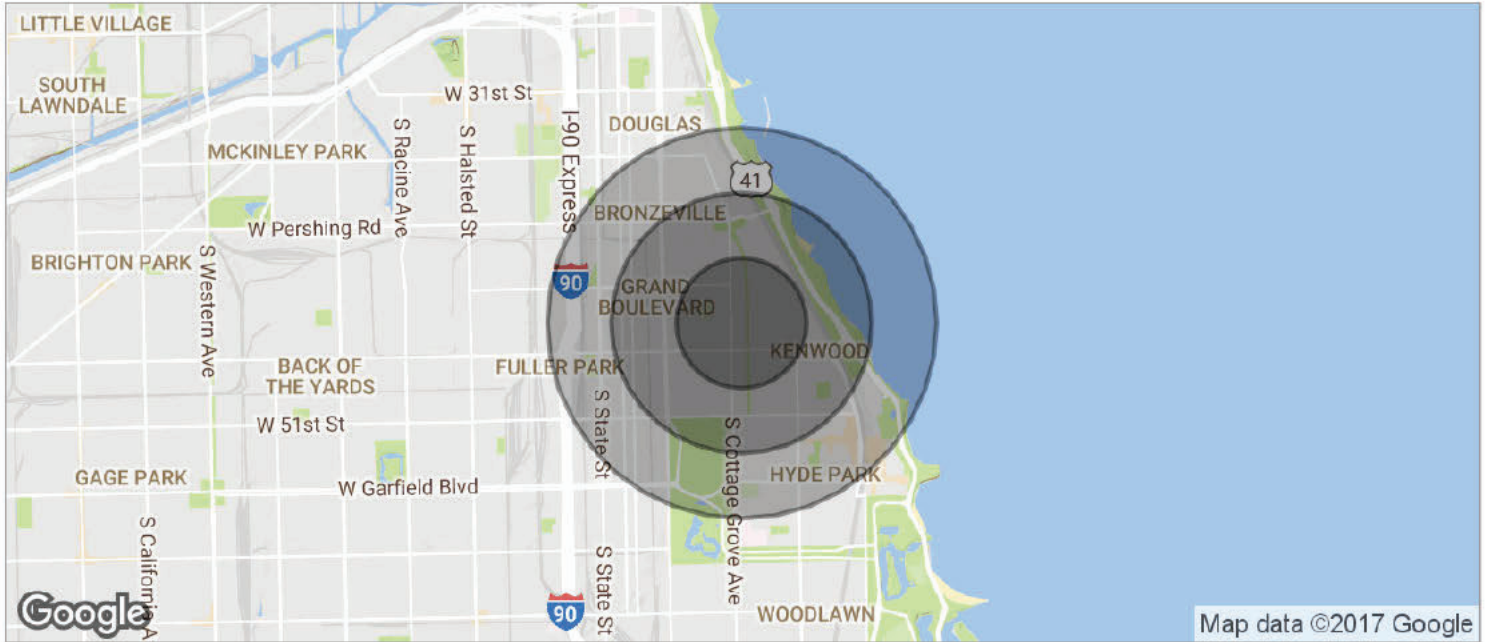 LITTLE VILLAGE
SOUTH
LAWNDALE
W 31st St
DOUGLAS
MCKINLEY PARK
S Racine Ave
S Halsted St
I-90 Express
41
BRONZEVILLE
W Pershing Rd
BRIGHTON PARK
S Western Ave
90
GRAND
BOULEVARD
KENWOOD
BACK OF
THE YARDS
FULLER PARK
S State St
W 51st St
S Cottage Grove Ave
GAGE PARK
W Garfield Blvd
HYDE PARK
S California A
S State St
90
WOODLAWN
Google
Map data ©2017 Google